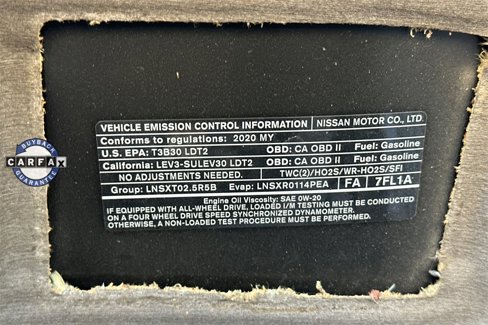 VEHICLE EMISSION CONTROL INFORMATION NISSAN MOTOR CO., LTD.
Conforms to regulations: 2020 MY
U.S. EPA: T3B30 LDT2 OBD: CA OBD II Fuel: Gasoline
California: LEV3-SULEV30 LDT2 OBD: CA OBD II Fuel: Gasoline
NO ADJUSTMENTS NEEDED. TWC(2)/HO2S/WR-HO2S/SFI
Group: LNSXT02.5R5B Evap: LNSXR0114PEA FA 7FL1A
Engine Oil Viscosity: SAE 0W-20
IF EQUIPPED WITH ALL-WHEEL DRIVE, LOADED I/M TESTING MUST BE CONDUCTED
ON A FOUR WHEEL DRIVE SPEED SYNCHRONIZED DYNAMOMETER.
OTHERWISE, A NON-LOADED TEST PROCEDURE MUST BE PERFORMED.
BUYBACK
CARFAX
GUARANTEE